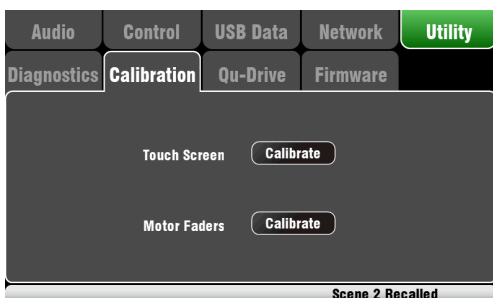 Audio Control USB Data Network Utility
Diagnostics Calibration Qu-Drive Firmware
Touch Screen Calibrate
Motor Faders Calibrate
Scene 2 Recalled